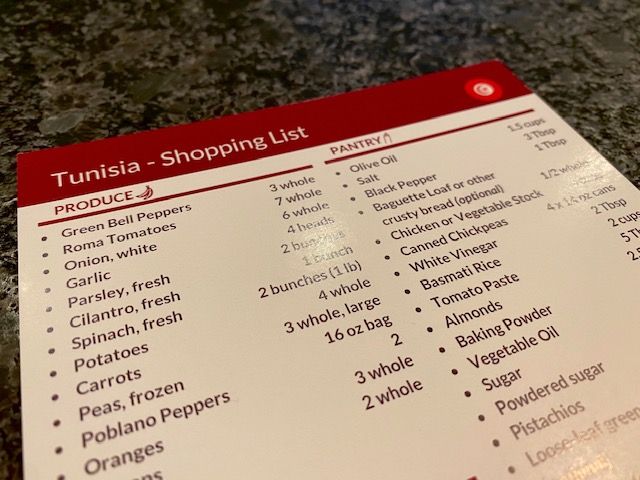 Tunisia - Shopping List
PRODUCE
• Green Bell Peppers 3 whole
• Roma Tomatoes 7 whole
• Onion, white 6 whole
• Garlic 4 heads
• Parsley, fresh 2 bunches
• Cilantro, fresh 1 bunch
• Spinach, fresh 2 bunches (1 lb)
• Potatoes 4 whole
• Carrots 3 whole, large
• Peas, frozen 16 oz bag
• Poblano Peppers 2
• Oranges 3 whole
2 whole
PANTRY
• Olive Oil 1.5 cups
• Salt 3 Tbsp
• Black Pepper 1 Tbsp
• Baguette Loaf or other
crusty bread (optional) 1/2 whole
• Chicken or Vegetable Stock
• Canned Chickpeas 4 x 14 oz cans
• White Vinegar 2 Tbsp
• Basmati Rice 2 cups
• Tomato Paste
• Almonds
• Baking Powder
• Vegetable Oil
• Sugar
• Powdered sugar
• Pistachios
• Loose-leaf green